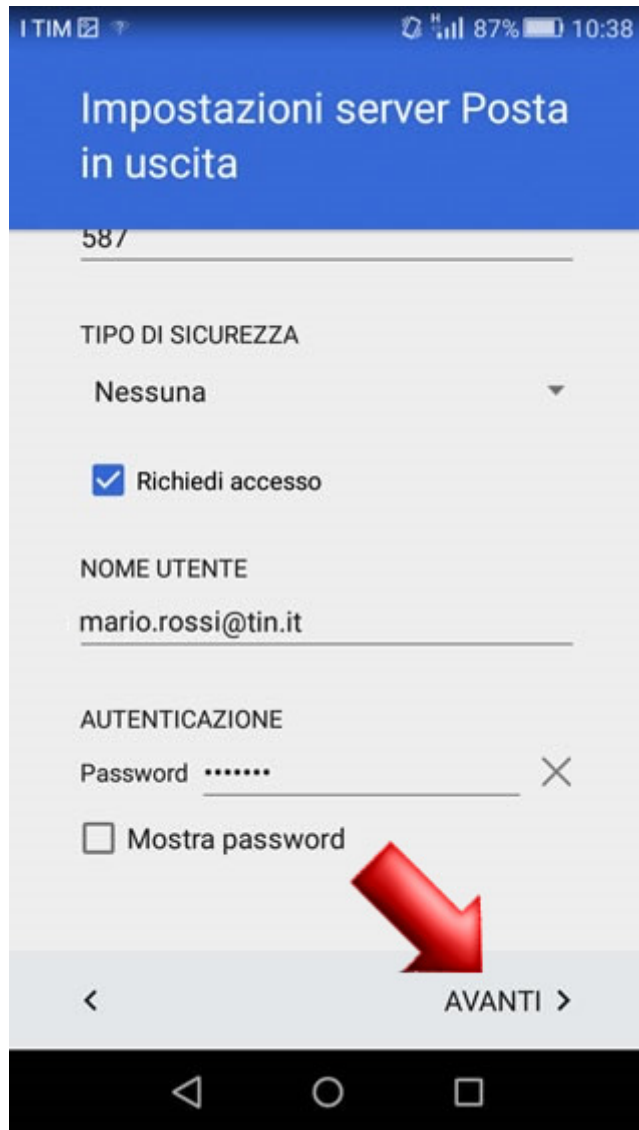 I TIM 87% 10:38
Impostazioni server Posta
in uscita
587
TIPO DI SICUREZZA
Nessuna
Richiedi accesso
NOME UTENTE
mario.rossi@tin.it
AUTENTICAZIONE
Password •••••••
Mostra password
AVANTI